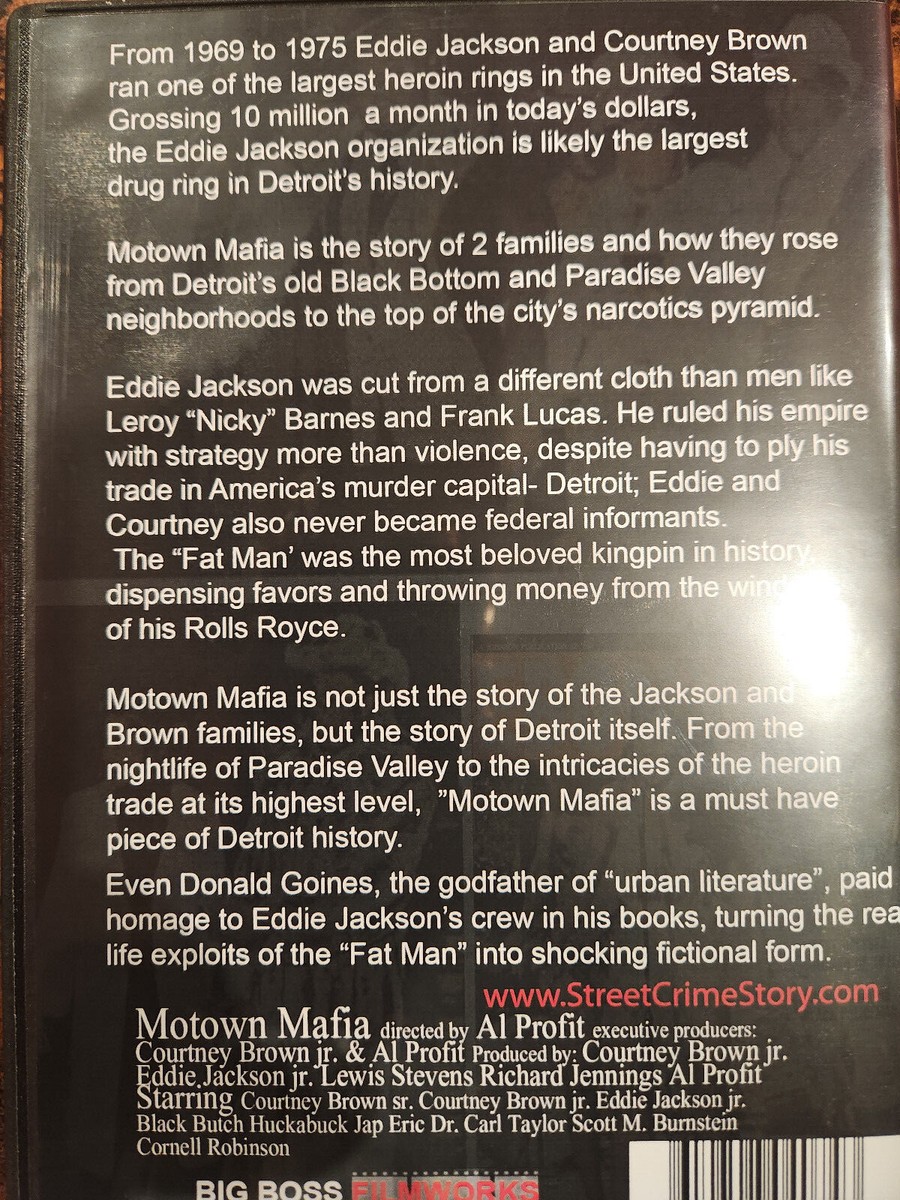 From 1969 to 1975 Eddie Jackson and Courtney Brown
ran one of the largest heroin rings in the United States.
Grossing 10 million  a month in today's dollars,
the Eddie Jackson organization is likely the largest
drug ring in Detroit's history.
Motown Mafia is the story of 2 families and how they rose
from Detroit's old Black Bottom and Paradise Valley
neighborhoods to the top of the city's narcotics pyramid.
Eddie Jackson was cut from a different cloth than men like
Leroy “Nicky” Barnes and Frank Lucas. He ruled his empire
with strategy more than violence, despite having to ply his
trade in America's murder capital- Detroit; Eddie and
Courtney also never became federal informants.
The “Fat Man’ was the most beloved kingpin in history,
dispensing favors and throwing money from the
of his Rolls Royce.
Motown Mafia is not just the story of the Jackson and
Brown families, but the story of Detroit itself. From the
nightlife of Paradise Valley to the intricacies of the heroin
trade at its highest level,  ”Motown Mafia” is a must have
piece of Detroit history.
Even Donald Goines, the godfather of “urban literature”, paid
homage to Eddie Jackson's crew in his books, turning the
life exploits of the “Fat Man” into shocking fictional form.
www.StreetCrimeStory.com
Motown Mafia directed by Al Profit executive producers:
Courtney Brown jr. & Al Profit Produced by: Courtney Brown jr.
Eddie Jackson jr. Lewis Stevens Richard Jennings Al Profit
Starring Courtney Brown sr. Courtney Brown jr. Eddie Jackson jr.
Black Butch Huckabuck Jap Eric Dr. Carl Taylor Scott M. Burnstein
Cornell Robinson
BIG BOSS FILMWORKS